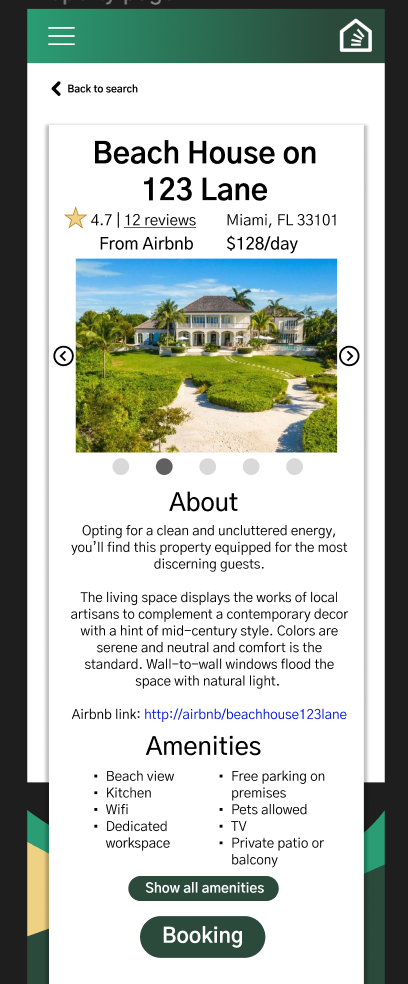 Back to search
Beach House on
123 Lane
4.7 | 12 reviews
Miami, FL 33101
From Airbnb
$128/day
About
Opting for a clean and uncluttered energy,
you'll find this property equipped for the most
discerning guests.
The living space displays the works of local
artisans to complement a contemporary decor
with a hint of mid-century style. Colors are
serene and neutral and comfort is the
standard. Wall-to-wall windows flood the
space with natural light.
Airbnb link: http://airbnb/beachhouse123lane
Amenities
• Beach view
• Kitchen
• Wifi
• Dedicated
workspace
• Free parking on
premises
• Pets allowed
• TV
• Private patio or
balcony
Show all amenities
Booking